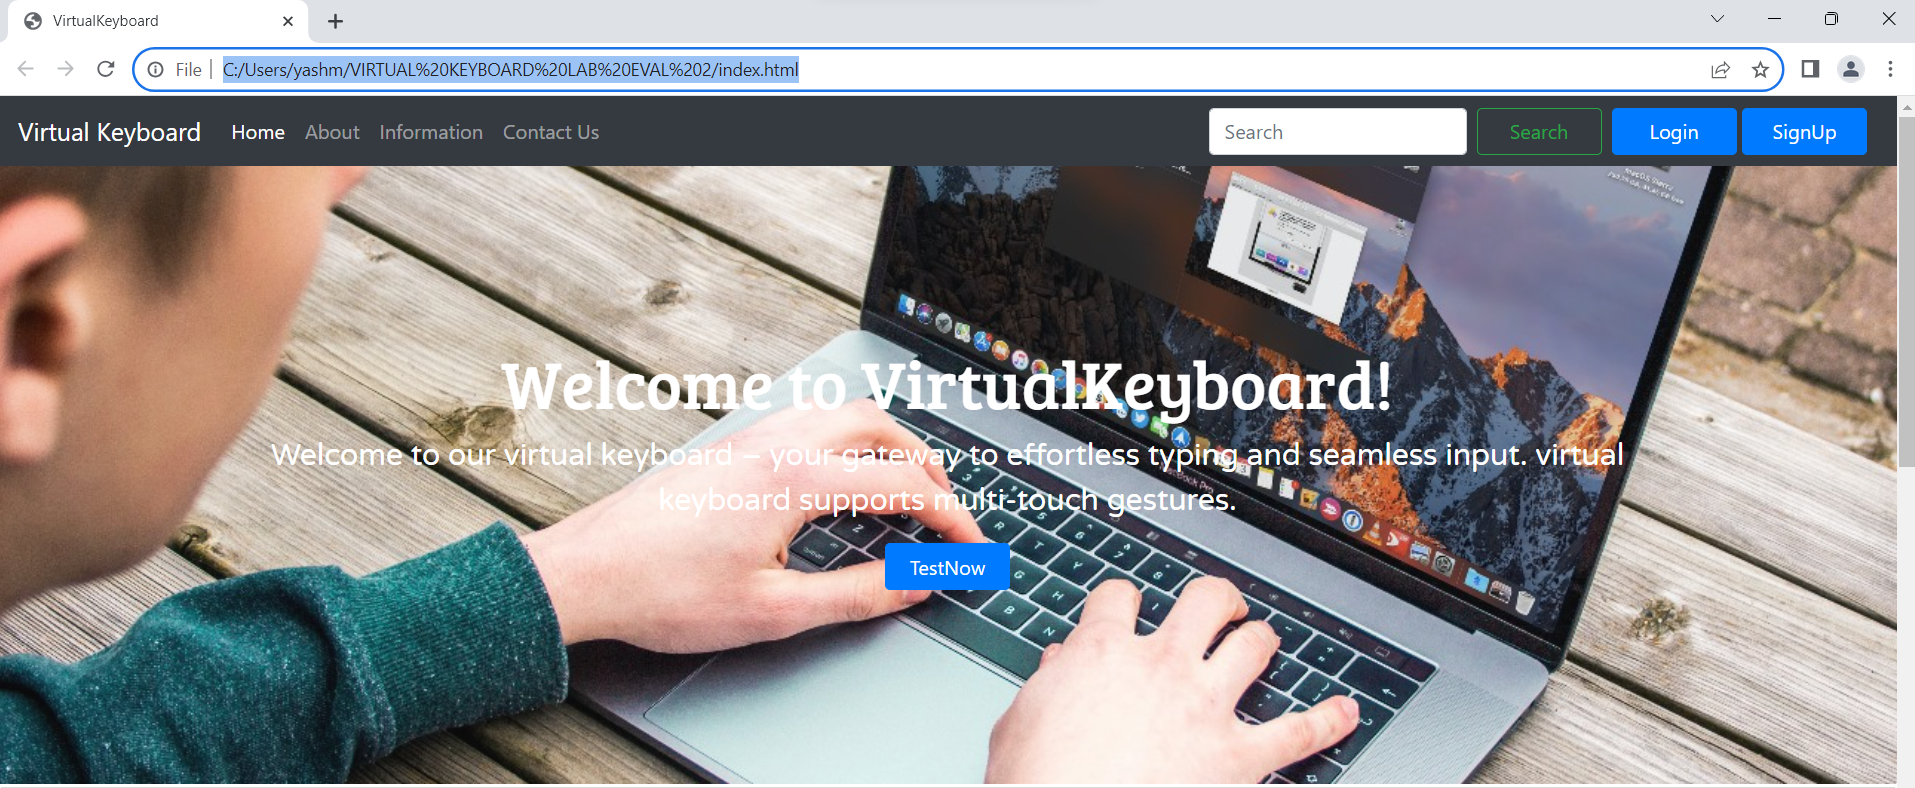 VirtualKeyboard
File | C:/Users/yashm/VIRTUAL%20KEYBOARD%20LAB%20EVAL%202/index.html
Virtual Keyboard Home About Information Contact Us Search Search Login SignUp
Welcome to VirtualKeyboard!
Welcome to our virtual keyboard – your gateway to effortless typing and seamless input. virtual
keyboard supports multi-touch gestures.
TestNow